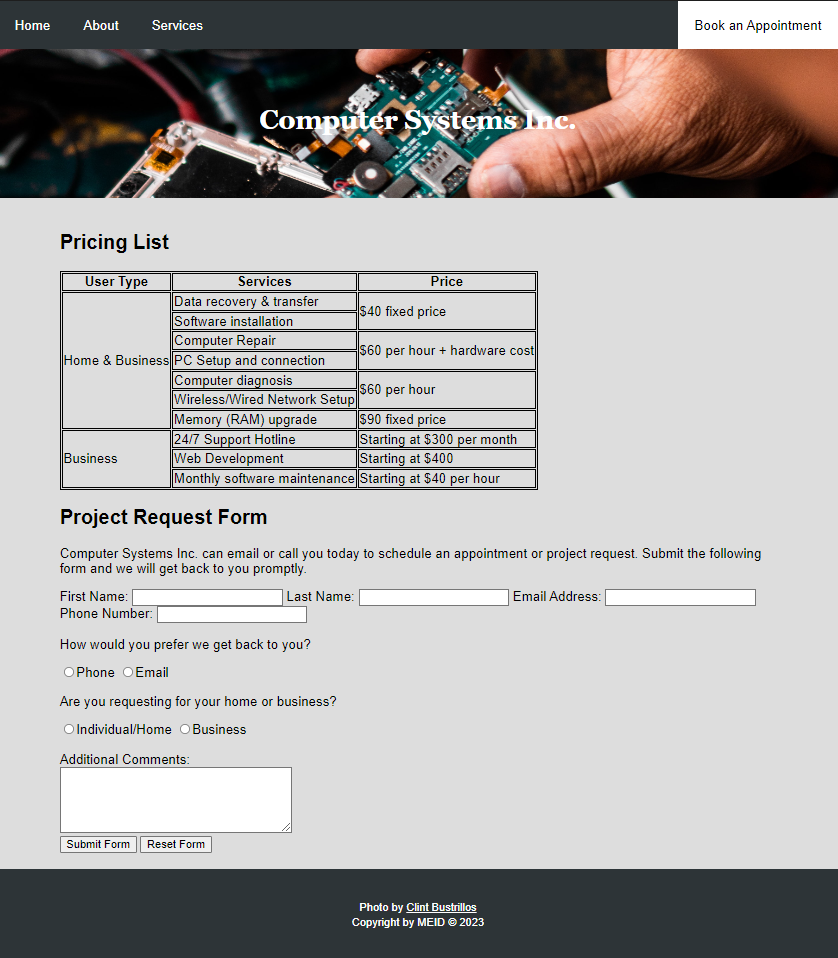 Home About Services Book an Appointment
Computer Systems Inc.
Pricing List
User Type Services Price
Home & Business Data recovery & transfer $40 fixed price
Software installation
Computer Repair $60 per hour + hardware cost
PC Setup and connection
Computer diagnosis $60 per hour
Wireless/Wired Network Setup
Memory (RAM) upgrade $90 fixed price
Business 24/7 Support Hotline Starting at $300 per month
Web Development Starting at $400
Monthly software maintenance Starting at $40 per hour
Project Request Form
Computer Systems Inc. can email or call you today to schedule an appointment or project request. Submit the following
form and we will get back to you promptly.
First Name: Last Name: Email Address:
Phone Number:
How would you prefer we get back to you?
Phone Email
Are you requesting for your home or business?
Individual/Home Business
Additional Comments:
Submit Form Reset Form
Photo by Clint Bustrillos
Copyright by MEID © 2023